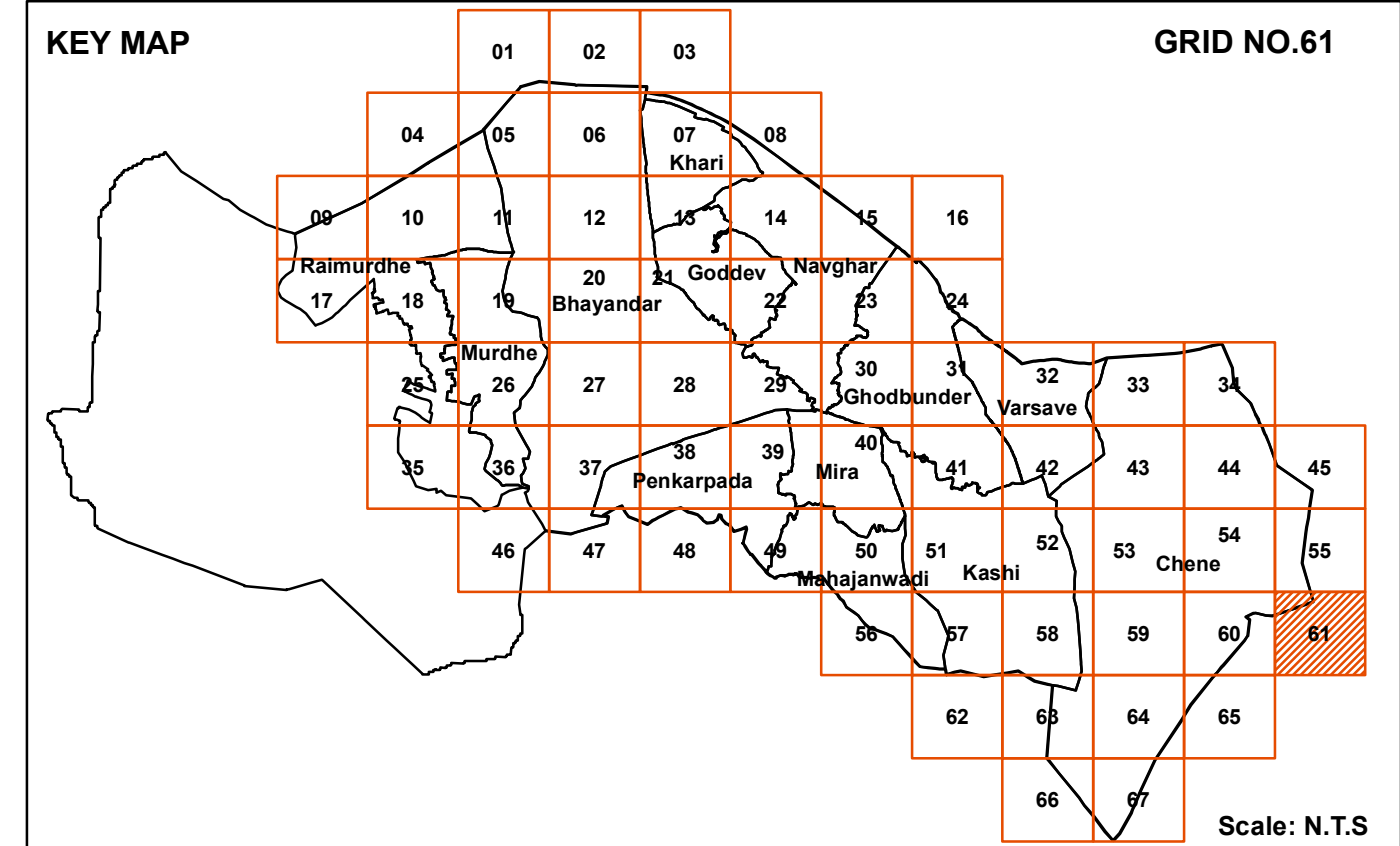 KEY MAP
GRID NO.61
01 02 03
04 05 06 07 08
Khari
09 10 11 12 13 14 15 16
Raimurdhe Goddev Navghar
17 18 19 20 21 22 23 24
Bhayandar
Murdhe
25 26 27 28 29 30 31 32 33 34
Ghodbunder Varsave
35 36 37 38 39 40 41 42 43 44 45
Penkarpada Mira
46 47 48 49 50 51 52 53 54 55
Mahajanwadi Kashi Chene
56 57 58 59 60 61
62 63 64 65
66 67
Scale: N.T.S